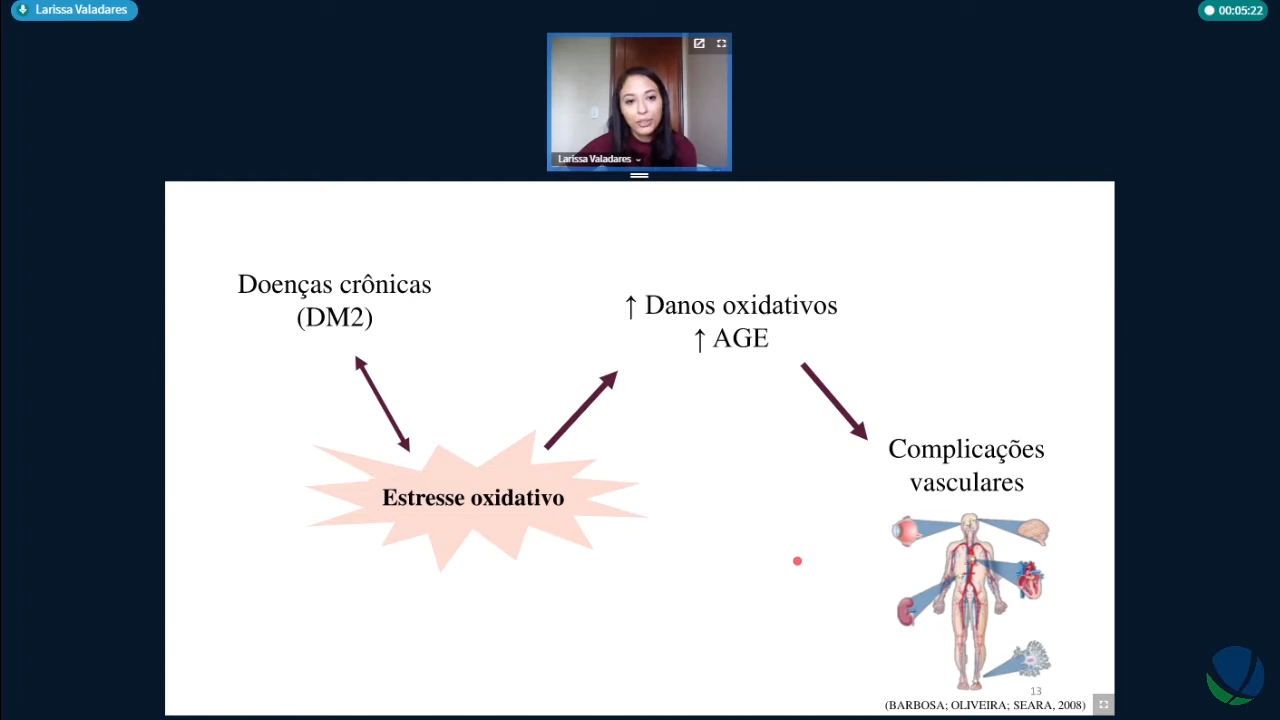 Larissa Valadares
00:05:22
Larissa Valadares
Doenças crônicas
(DM2)
↑ Danos oxidativos
↑ AGE
Estresse oxidativo
Complicações
vasculares
13
(BARBOSA; OLIVEIRA; SEARA, 2008)